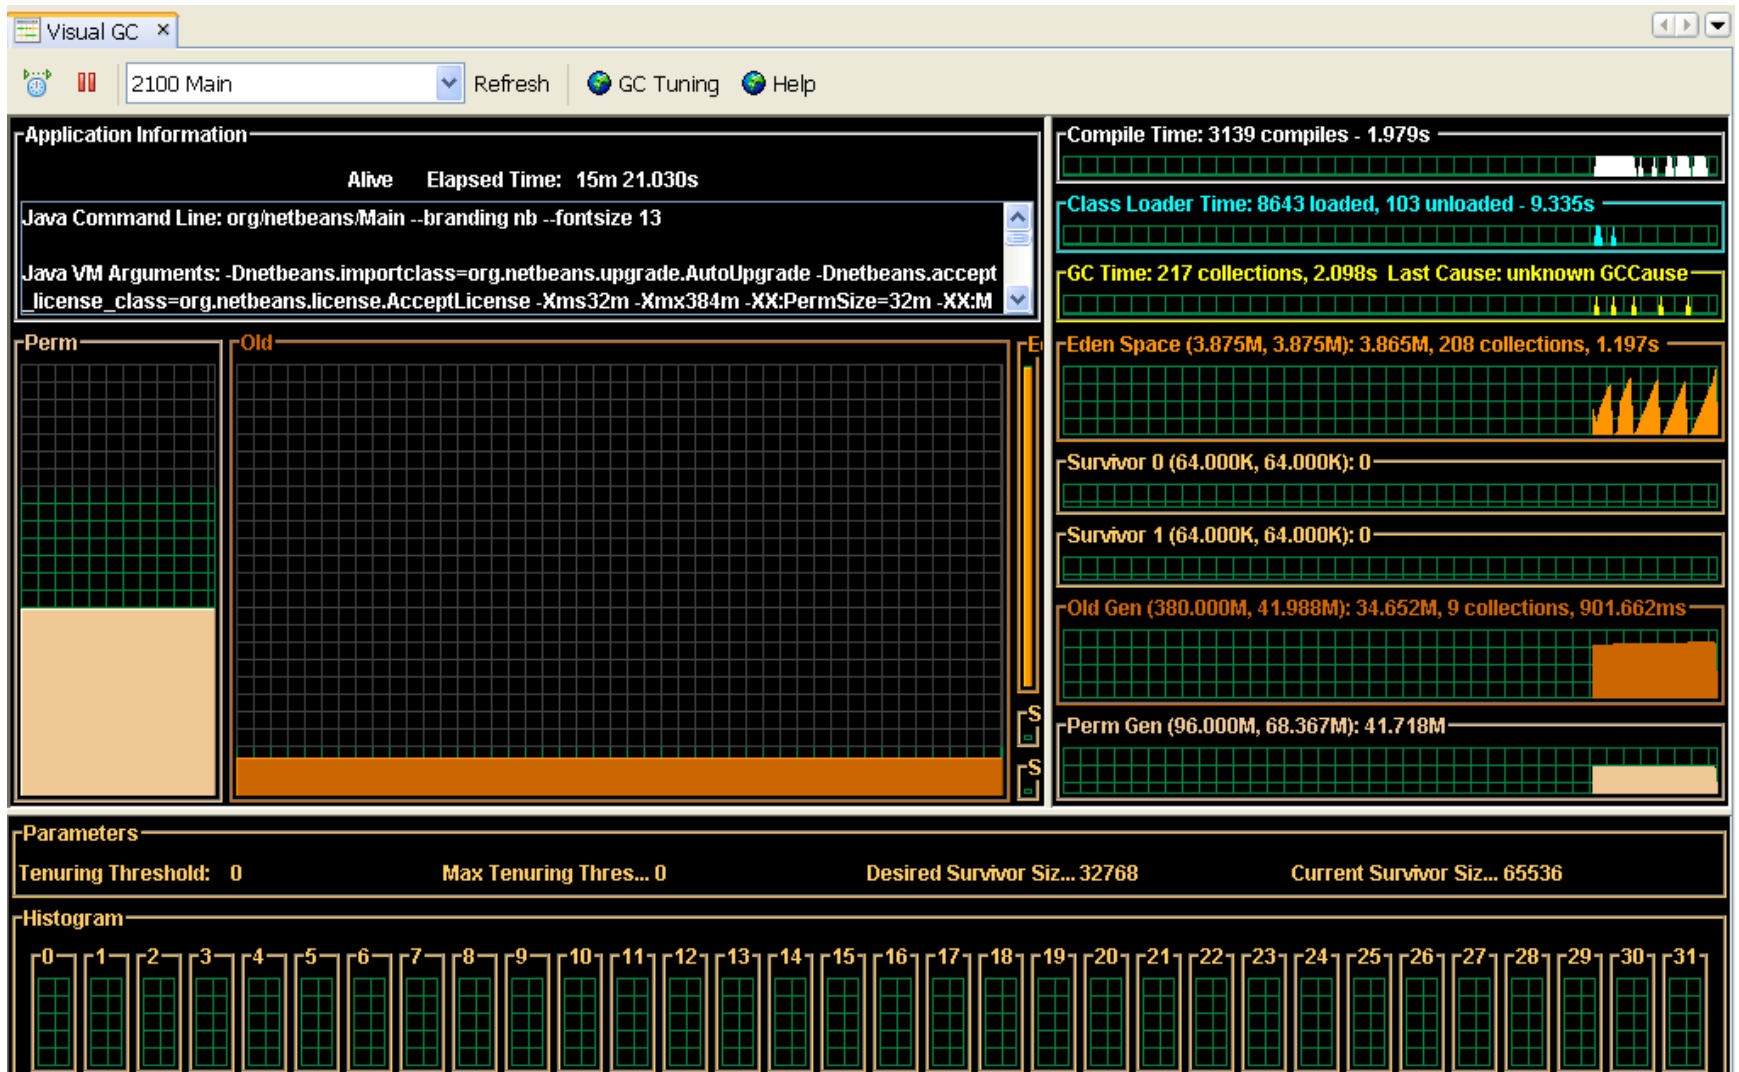 Visual GC
2100 Main Refresh GC Tuning Help
Application Information
Alive Elapsed Time: 15m 21.030s
Java Command Line: org/netbeans/Main --branding nb --fontsize 13
Java VM Arguments: -Dnetbeans.importclass=org.netbeans.upgrade.AutoUpgrade -Dnetbeans.accept
_license_class=org.netbeans.license.AcceptLicense -Xms32m -Xmx384m -XX:PermSize=32m -XX:M
Perm
Old
S
S
Compile Time: 3139 compiles - 1.979s
Class Loader Time: 8643 loaded, 103 unloaded - 9.335s
GC Time: 217 collections, 2.098s Last Cause: unknown GCCause
Eden Space (3.875M, 3.875M): 3.865M, 208 collections, 1.197s
Survivor 0 (64.000K, 64.000K): 0
Survivor 1 (64.000K, 64.000K): 0
Old Gen (380.000M, 41.988M): 34.652M, 9 collections, 901.662ms
Perm Gen (96.000M, 68.367M): 41.718M
Parameters
Tenuring Threshold: 0 Max Tenuring Thres... 0 Desired Survivor Siz... 32768 Current Survivor Siz... 65536
Histogram
0 1 2 3 4 5 6 7 8 9 10 11 12 13 14 15 16 17 18 19 20 21 22 23 24 25 26 27 28 29 30 31